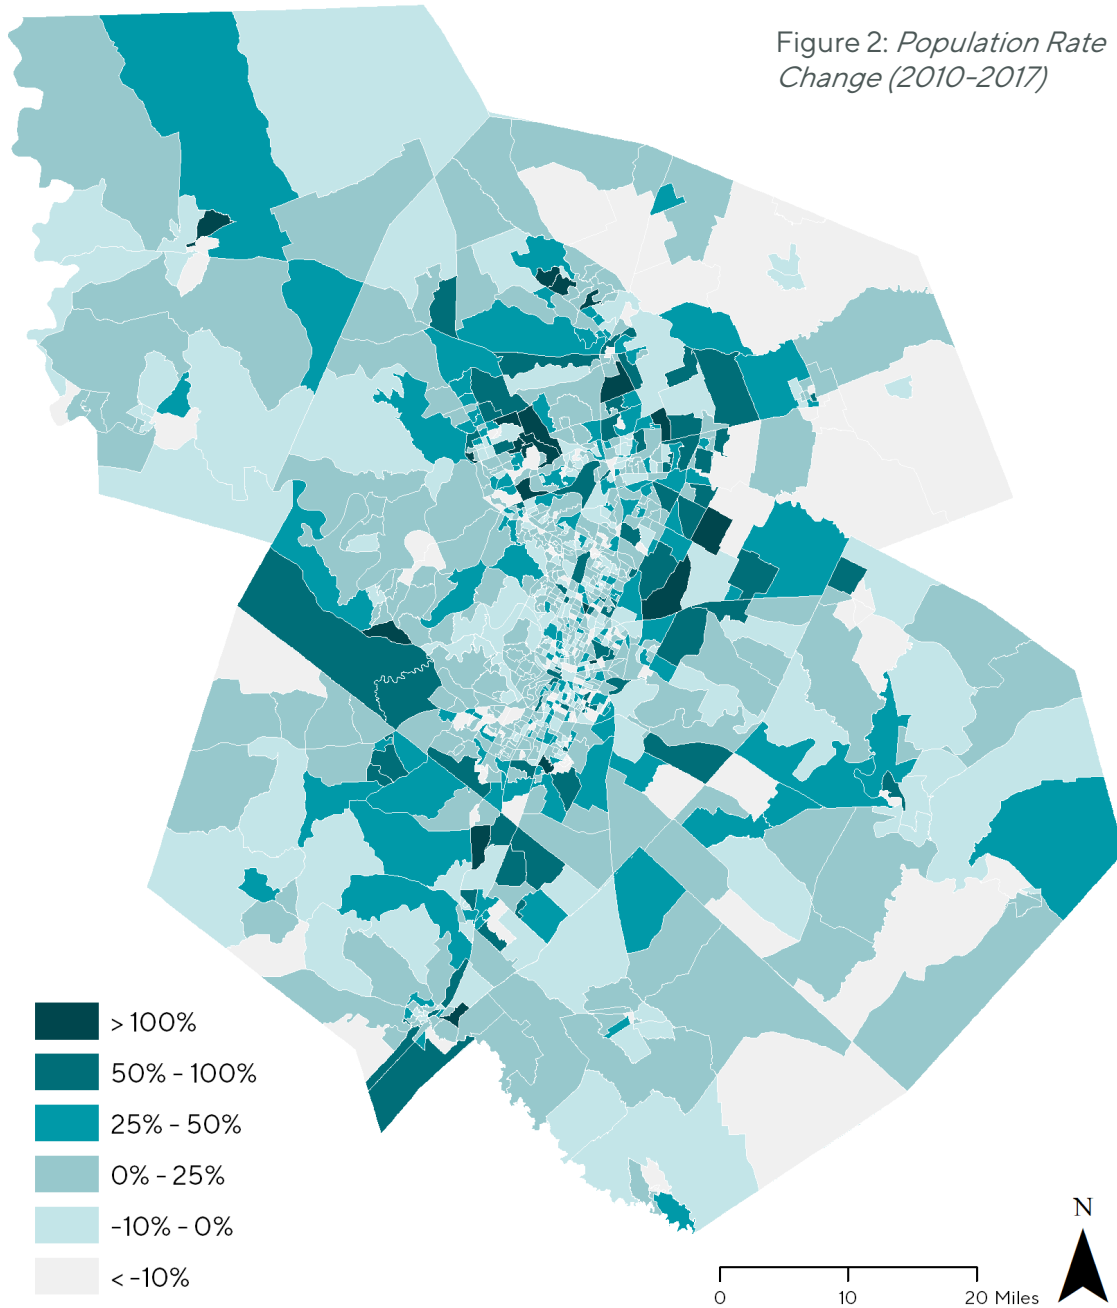 Figure 2: Population Rate
Change (2010-2017)
> 100%
50% - 100%
25% - 50%
0% - 25%
-10% - 0%
< -10%
N
0 10 20 Miles